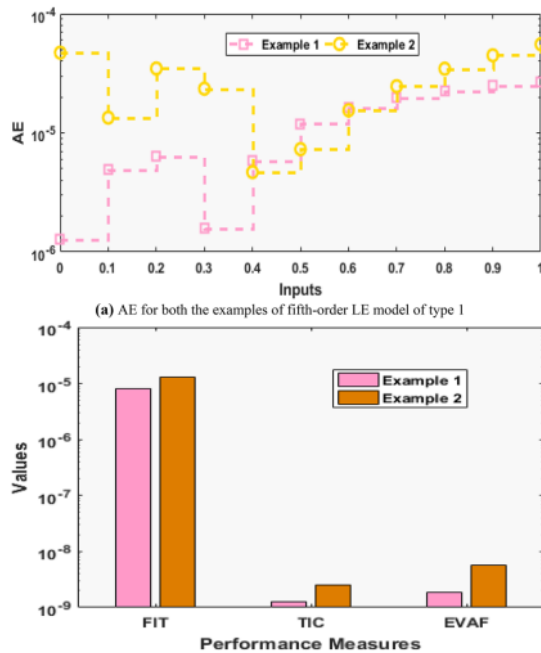 10-4
Example 1 Example 2
AE
10-5
10-6
0 0.1 0.2 0.3 0.4 0.5 0.6 0.7 0.8 0.9 1
Inputs
(a) AE for both the examples of fifth-order LE model of type 1
10-4
Example 1
Example 2
10-5
10-6
Values
10-7
10-8
10-9
FIT TIC EVAF
Performance Measures